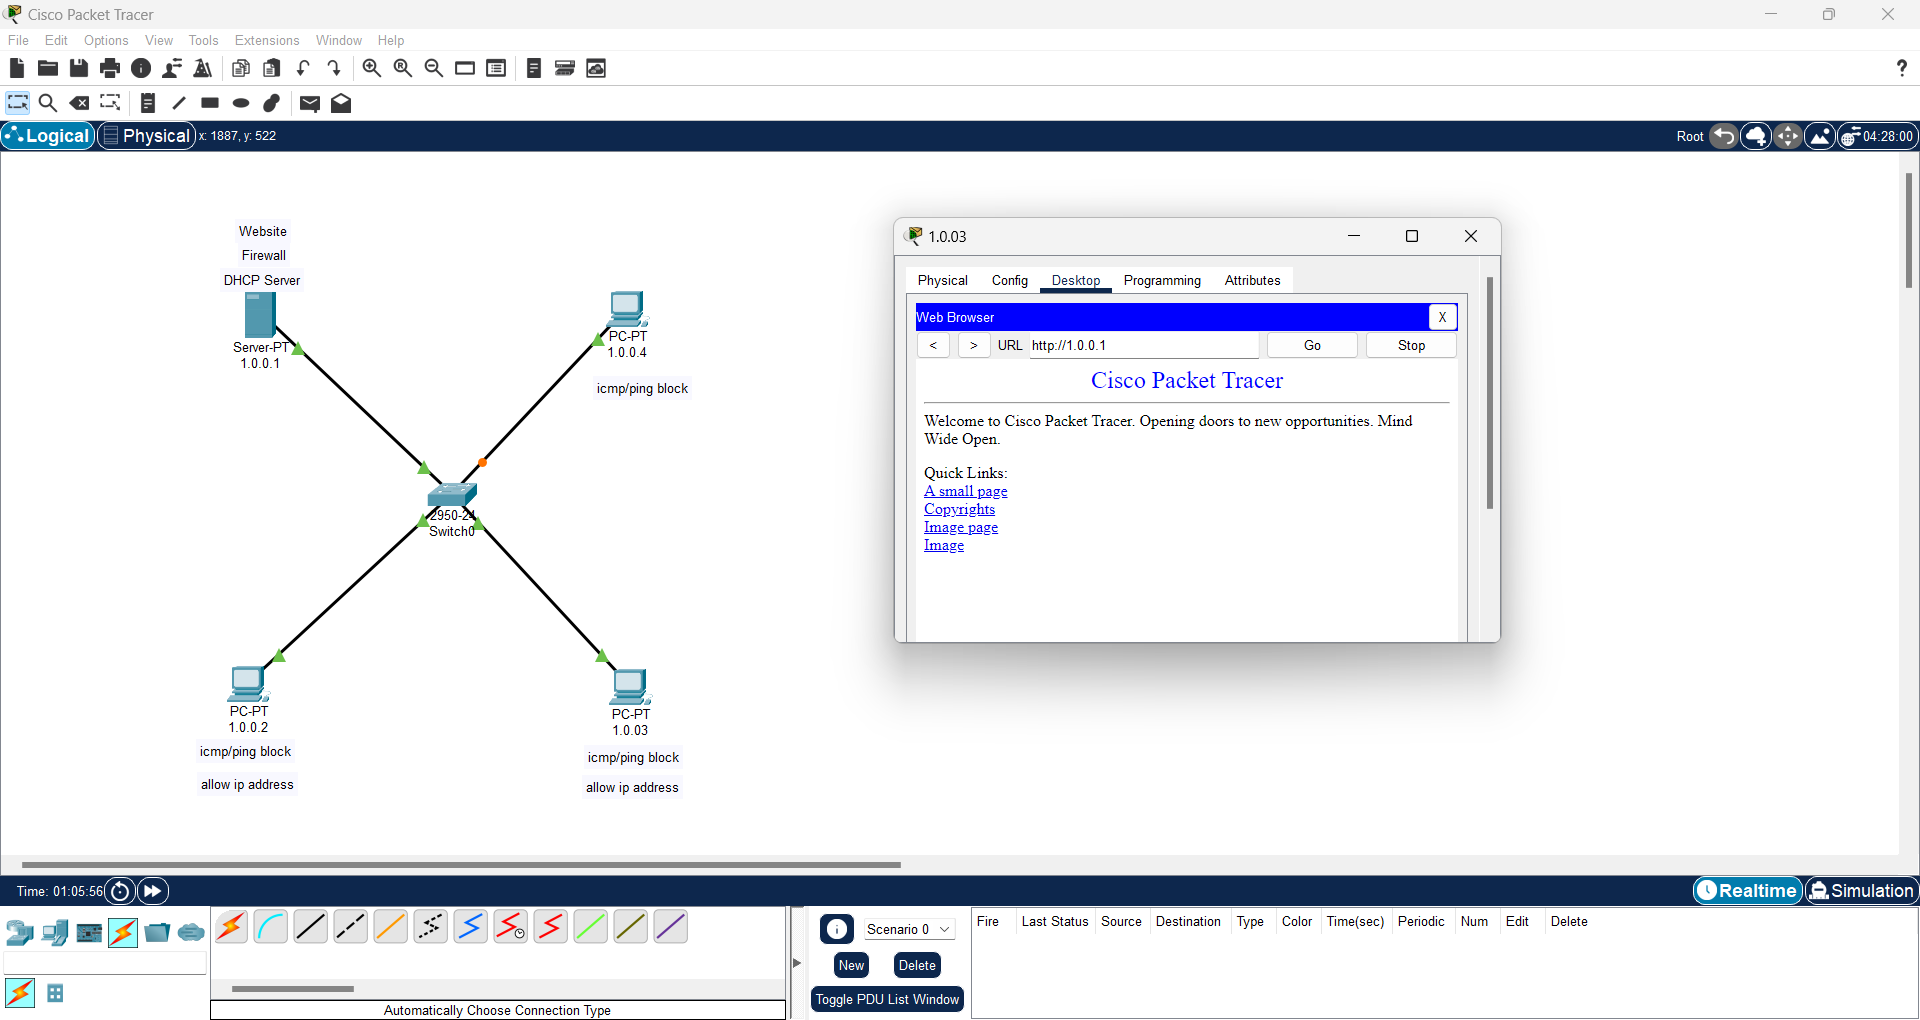 Cisco Packet Tracer
File Edit Options View Tools Extensions Window Help
?
Logical Physical x: 1887, y: 522 Root 04:28:00
Website
Firewall
DHCP Server
Server-PT
1.0.0.1
PC-PT
1.0.0.4
icmp/ping block
2950-24
Switch0
PC-PT
1.0.0.2
icmp/ping block
allow ip address
PC-PT
1.0.03
icmp/ping block
allow ip address
1.0.03
Physical Config Desktop Programming Attributes
Web Browser X
< > URL http://1.0.0.1 Go Stop
Cisco Packet Tracer
Welcome to Cisco Packet Tracer. Opening doors to new opportunities. Mind
Wide Open.
Quick Links:
A small page
Copyrights
Image page
Image
Time: 01:05:56 Realtime Simulation
Automatically Choose Connection Type
Scenario 0
New Delete
Toggle PDU List Window
Fire Last Status Source Destination Type Color Time(sec) Periodic Num Edit Delete